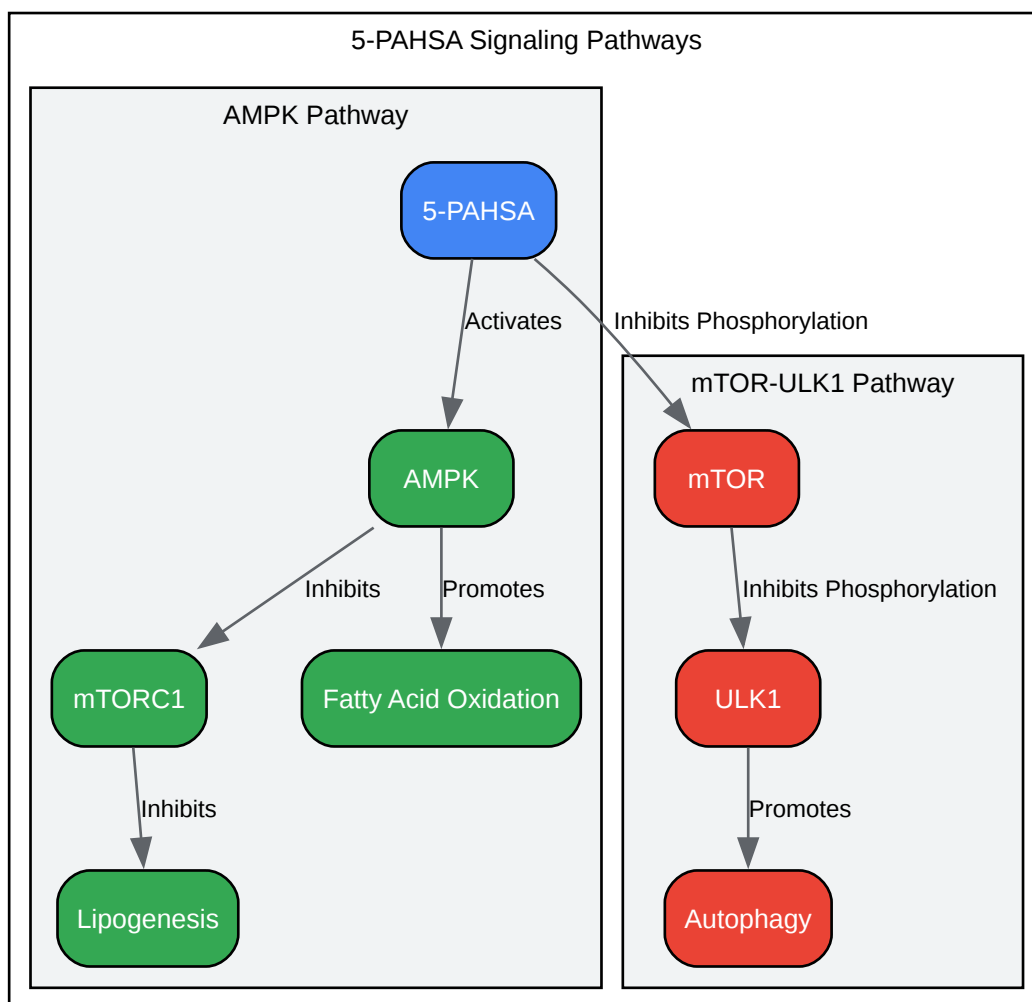 5-PAHSA Signaling Pathways
AMPK Pathway
5-PAHSA
Activates
Inhibits Phosphorylation
mTOR-ULK1 Pathway
AMPK
mTOR
Inhibits
Promotes
Inhibits Phosphorylation
mTORC1
Fatty Acid Oxidation
ULK1
Inhibits
Promotes
Lipogenesis
Autophagy